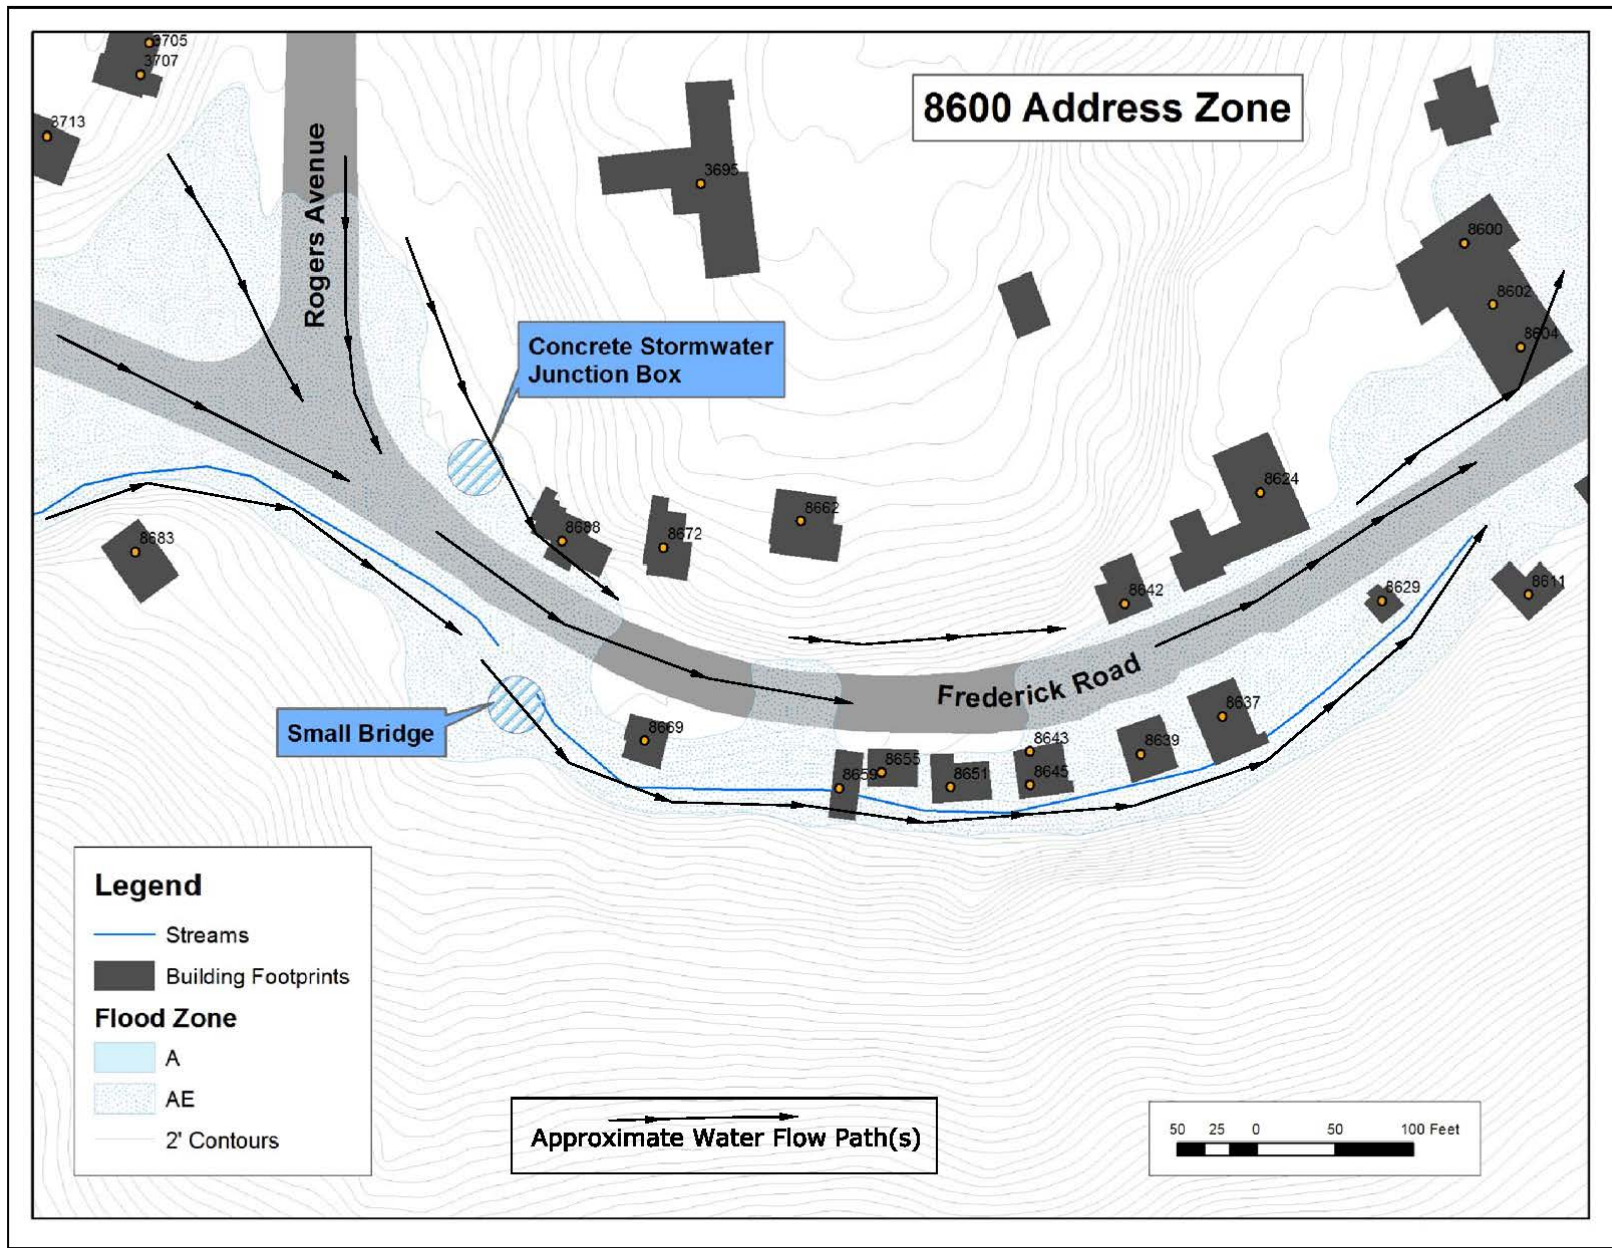 3705
3707
3713
Rogers Avenue
3695
8600 Address Zone
8600
8602
8604
Concrete Stormwater
Junction Box
8683
8688
8672
8662
8624
8642
8629
8611
Frederick Road
Small Bridge
8669
8659
8655
8651
8643
8645
8639
8637
Legend
Streams
Building Footprints
Flood Zone
A
AE
2' Contours
Approximate Water Flow Path(s)
50 25 0 50 100 Feet